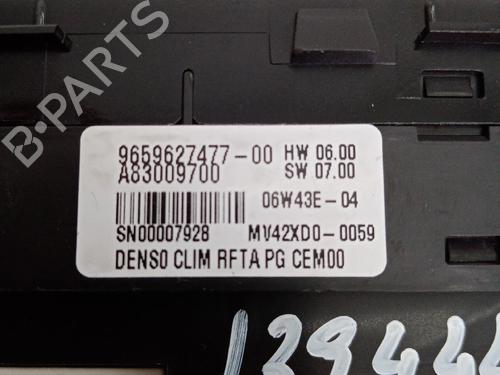 B-PARTS
9659627477-00 HW 06.00
A83009700 SW 07.00
06W43E-04
SN00007928 MV42XD0-0059
DENSO CLIM RFTA PG CEM00
129444